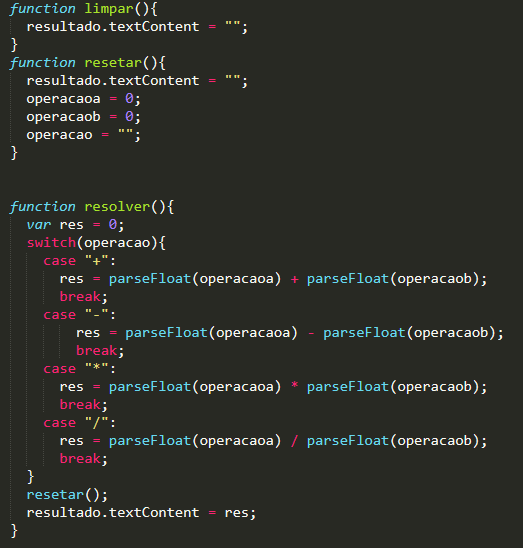 function limpar(){
  resultado.textContent = "";
}
function resetar(){
  resultado.textContent = "";
  operacaoa = 0;
  operacaob = 0;
  operacao = "";
}

function resolver(){
  var res = 0;
  switch(operacao){
    case "+":
      res = parseFloat(operacaoa) + parseFloat(operacaob);
      break;
    case "-":
        res = parseFloat(operacaoa) - parseFloat(operacaob);
        break;
    case "*":
      res = parseFloat(operacaoa) * parseFloat(operacaob);
      break;
    case "/":
      res = parseFloat(operacaoa) / parseFloat(operacaob);
      break;
  }
  resetar();
  resultado.textContent = res;
}